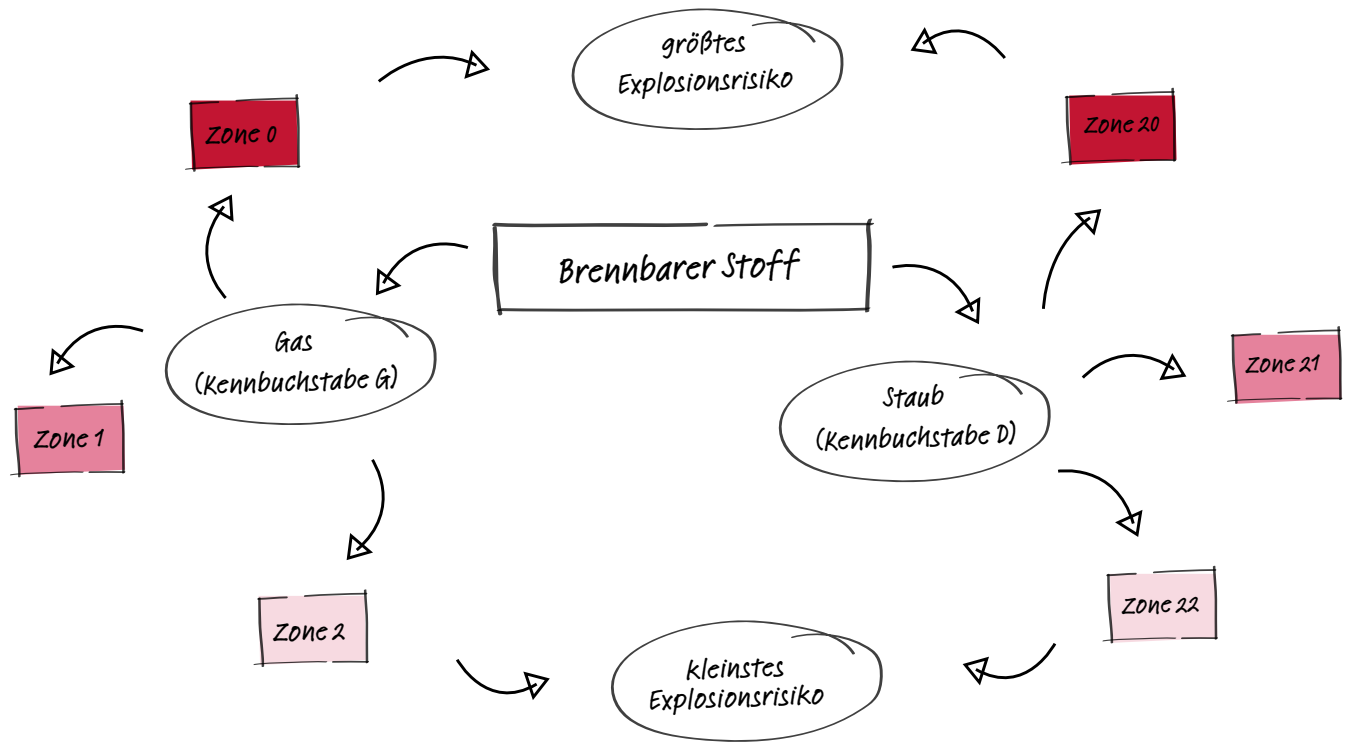 größtes
Explosionsrisiko
Zone 0
Zone 20
Brennbarer Stoff
Gas
(Kennbuchstabe G)
Zone 21
Staub
(Kennbuchstabe D)
Zone 1
Zone 2
Zone 22
kleinstes
Explosionsrisiko